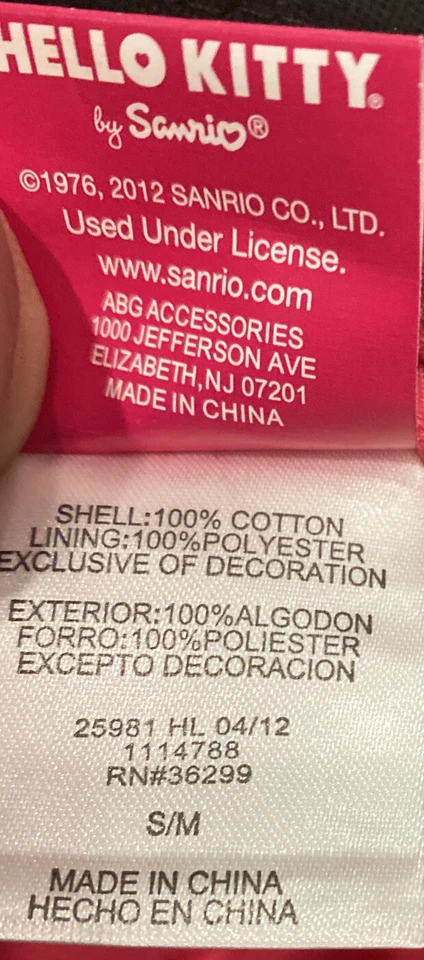 HELLO KITTY®
by Sanrio®
©1976, 2012 SANRIO CO., LTD.
Used Under License.
www.sanrio.com
ABG ACCESSORIES
1000 JEFFERSON AVE
ELIZABETH, NJ 07201
MADE IN CHINA
SHELL:100% COTTON
LINING:100%POLYESTER
EXCLUSIVE OF DECORATION
EXTERIOR:100%ALGODON
FORRO:100%POLIESTER
EXCEPTO DECORACION
25981 HL 04/12
1114788
RN#36299
S/M
MADE IN CHINA
HECHO EN CHINA